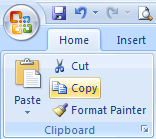 Home Insert
Cut
Copy
Paste
Format Painter
Clipboard